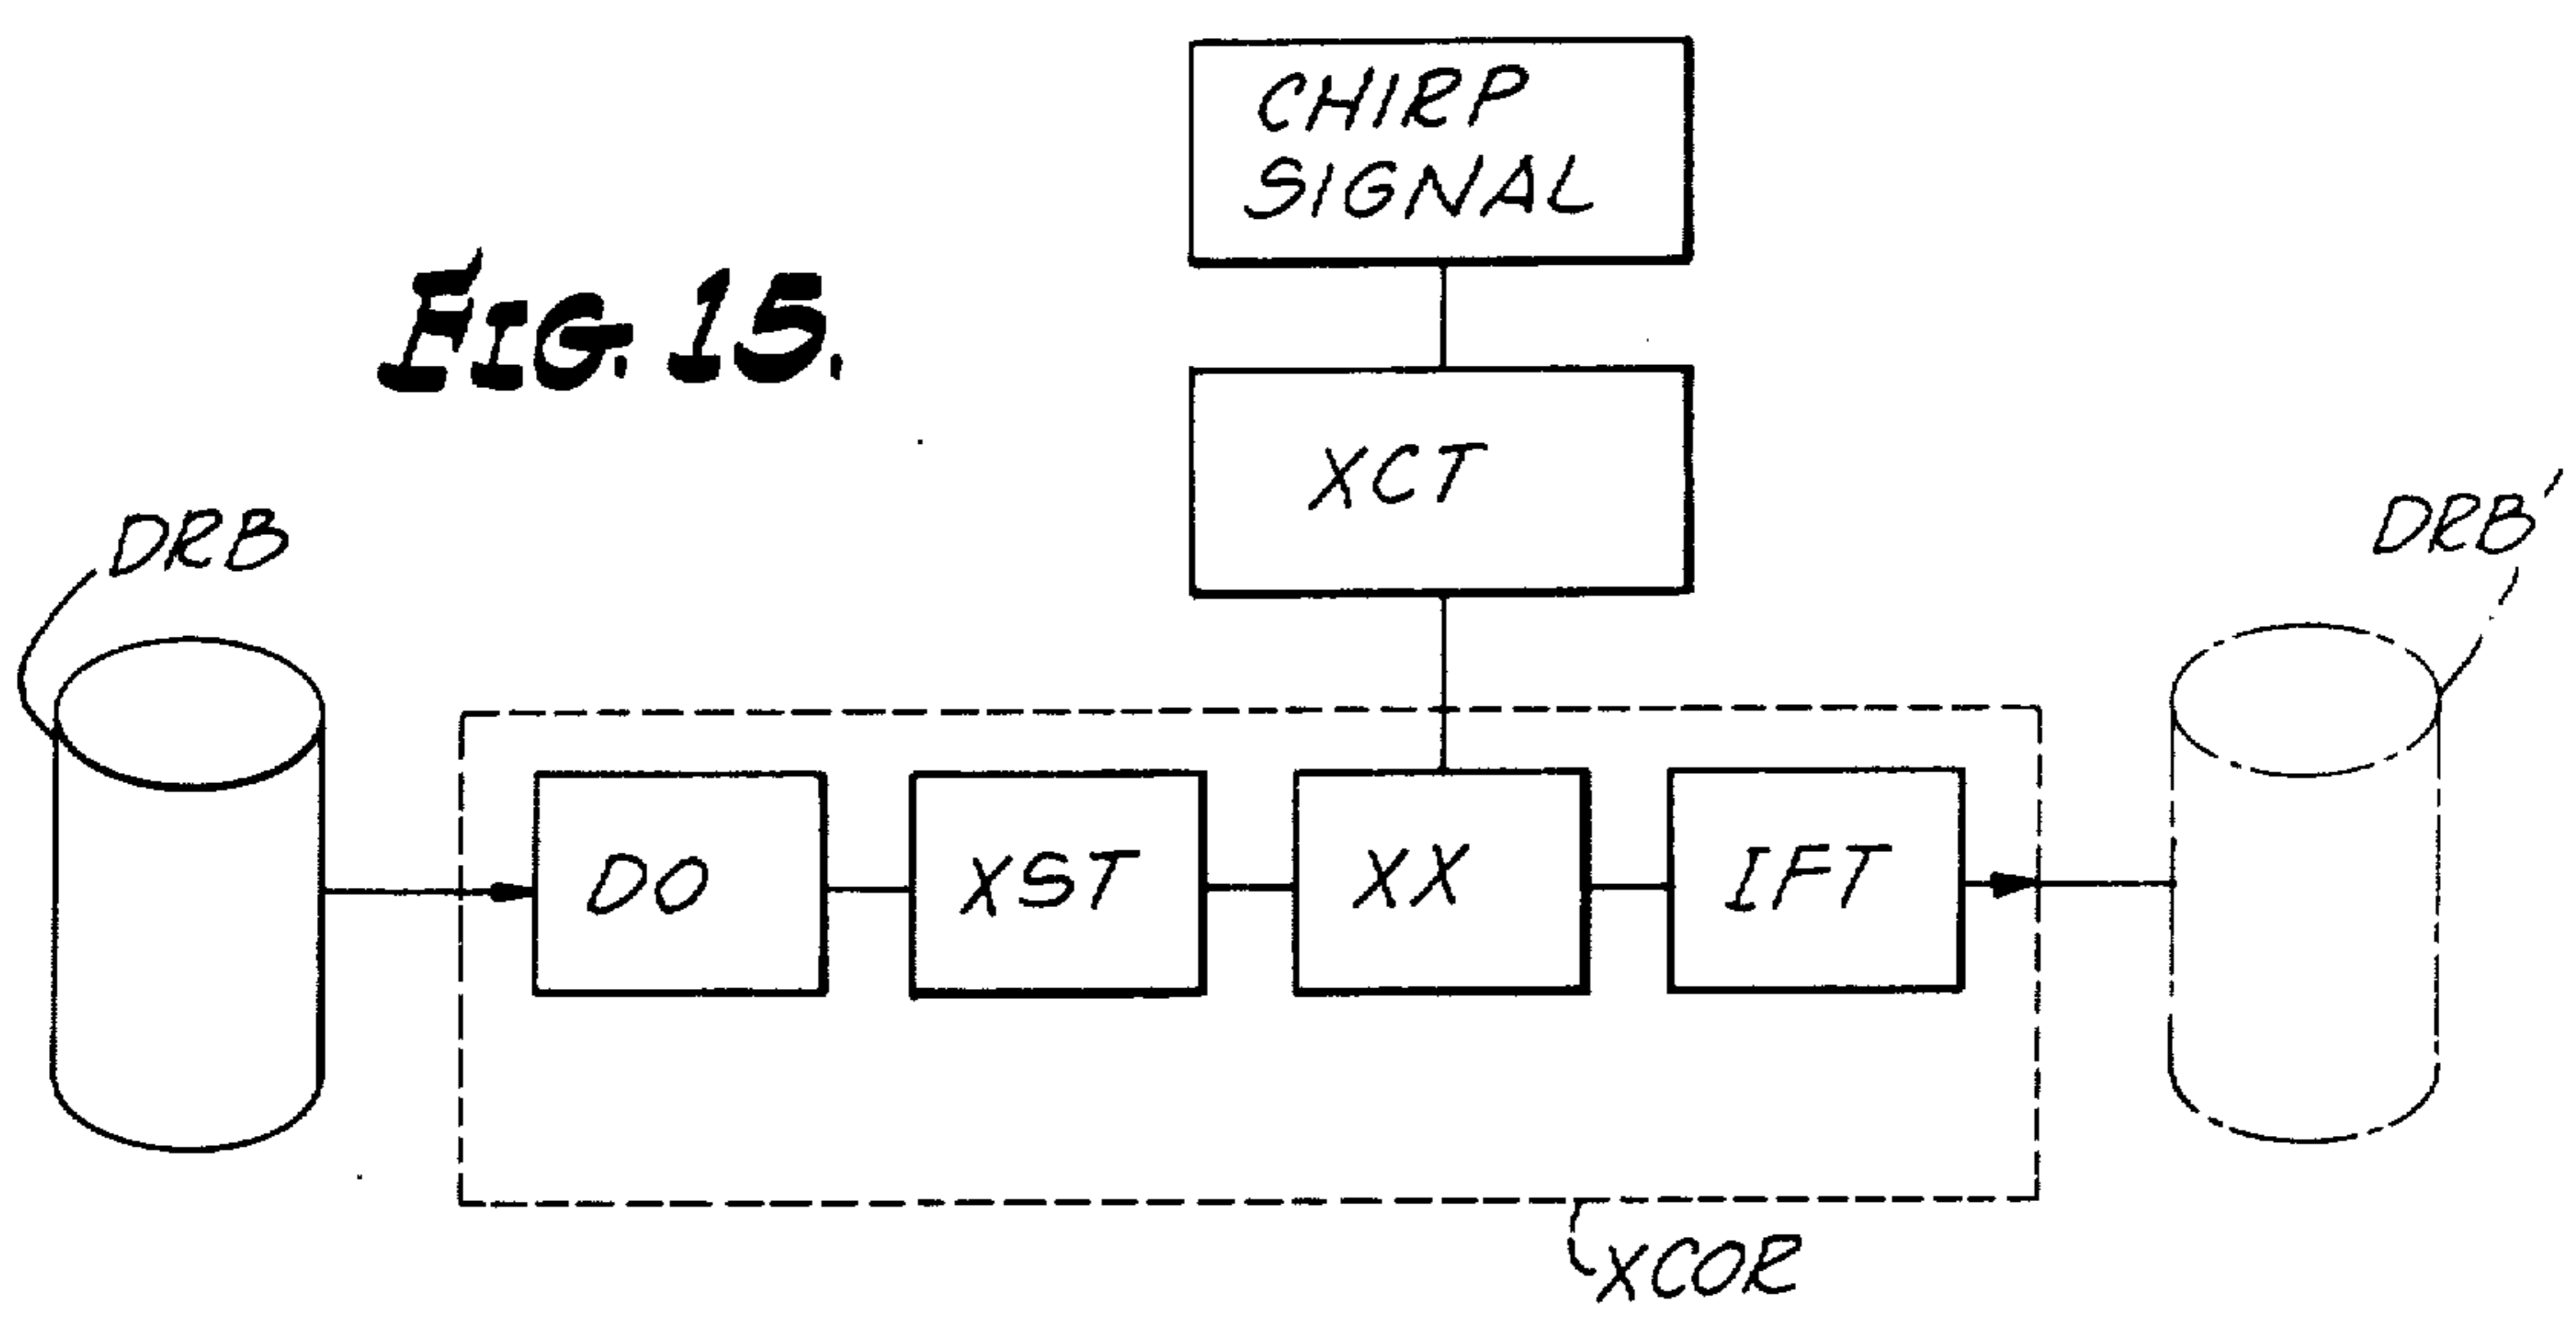 CHIRP
SIGNAL
FIG. 15.
XCT
DRB
DRB'
DO
XST
XX
IFT
XCOR